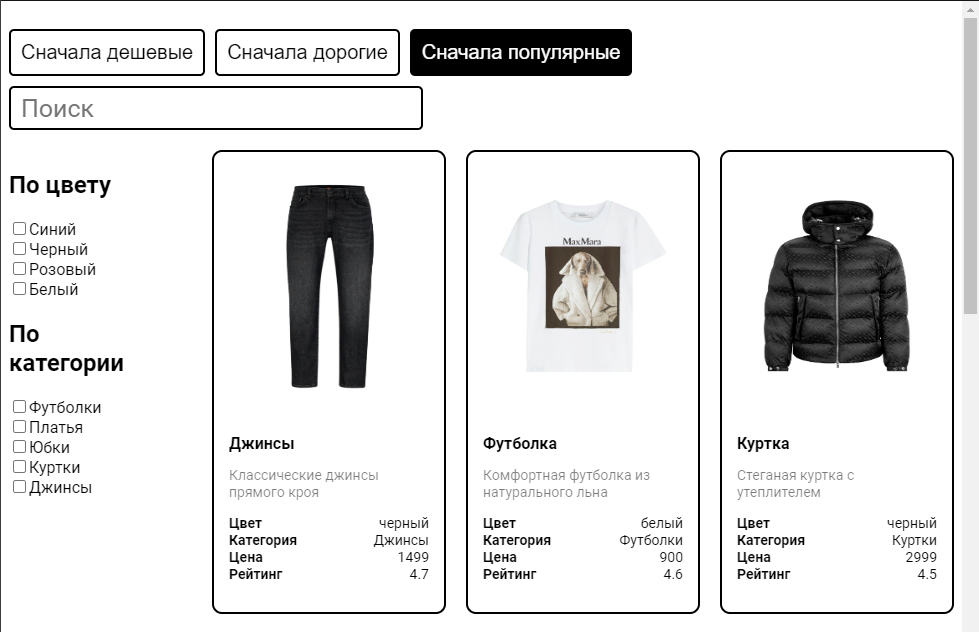 Сначала дешевые
Сначала дорогие
Сначала популярные
Поиск
По цвету
Синий
Черный
Розовый
Белый
По
категории
Футболки
Платья
Юбки
Куртки
Джинсы
Джинсы
Классические джинсы
прямого кроя
Цвет черный
Категория Джинсы
Цена 1499
Рейтинг 4.7
MaxMara
Футболка
Комфортная футболка из
натурального льна
Цвет белый
Категория Футболки
Цена 900
Рейтинг 4.6
Куртка
Стеганая куртка с
утеплителем
Цвет черный
Категория Куртки
Цена 2999
Рейтинг 4.5